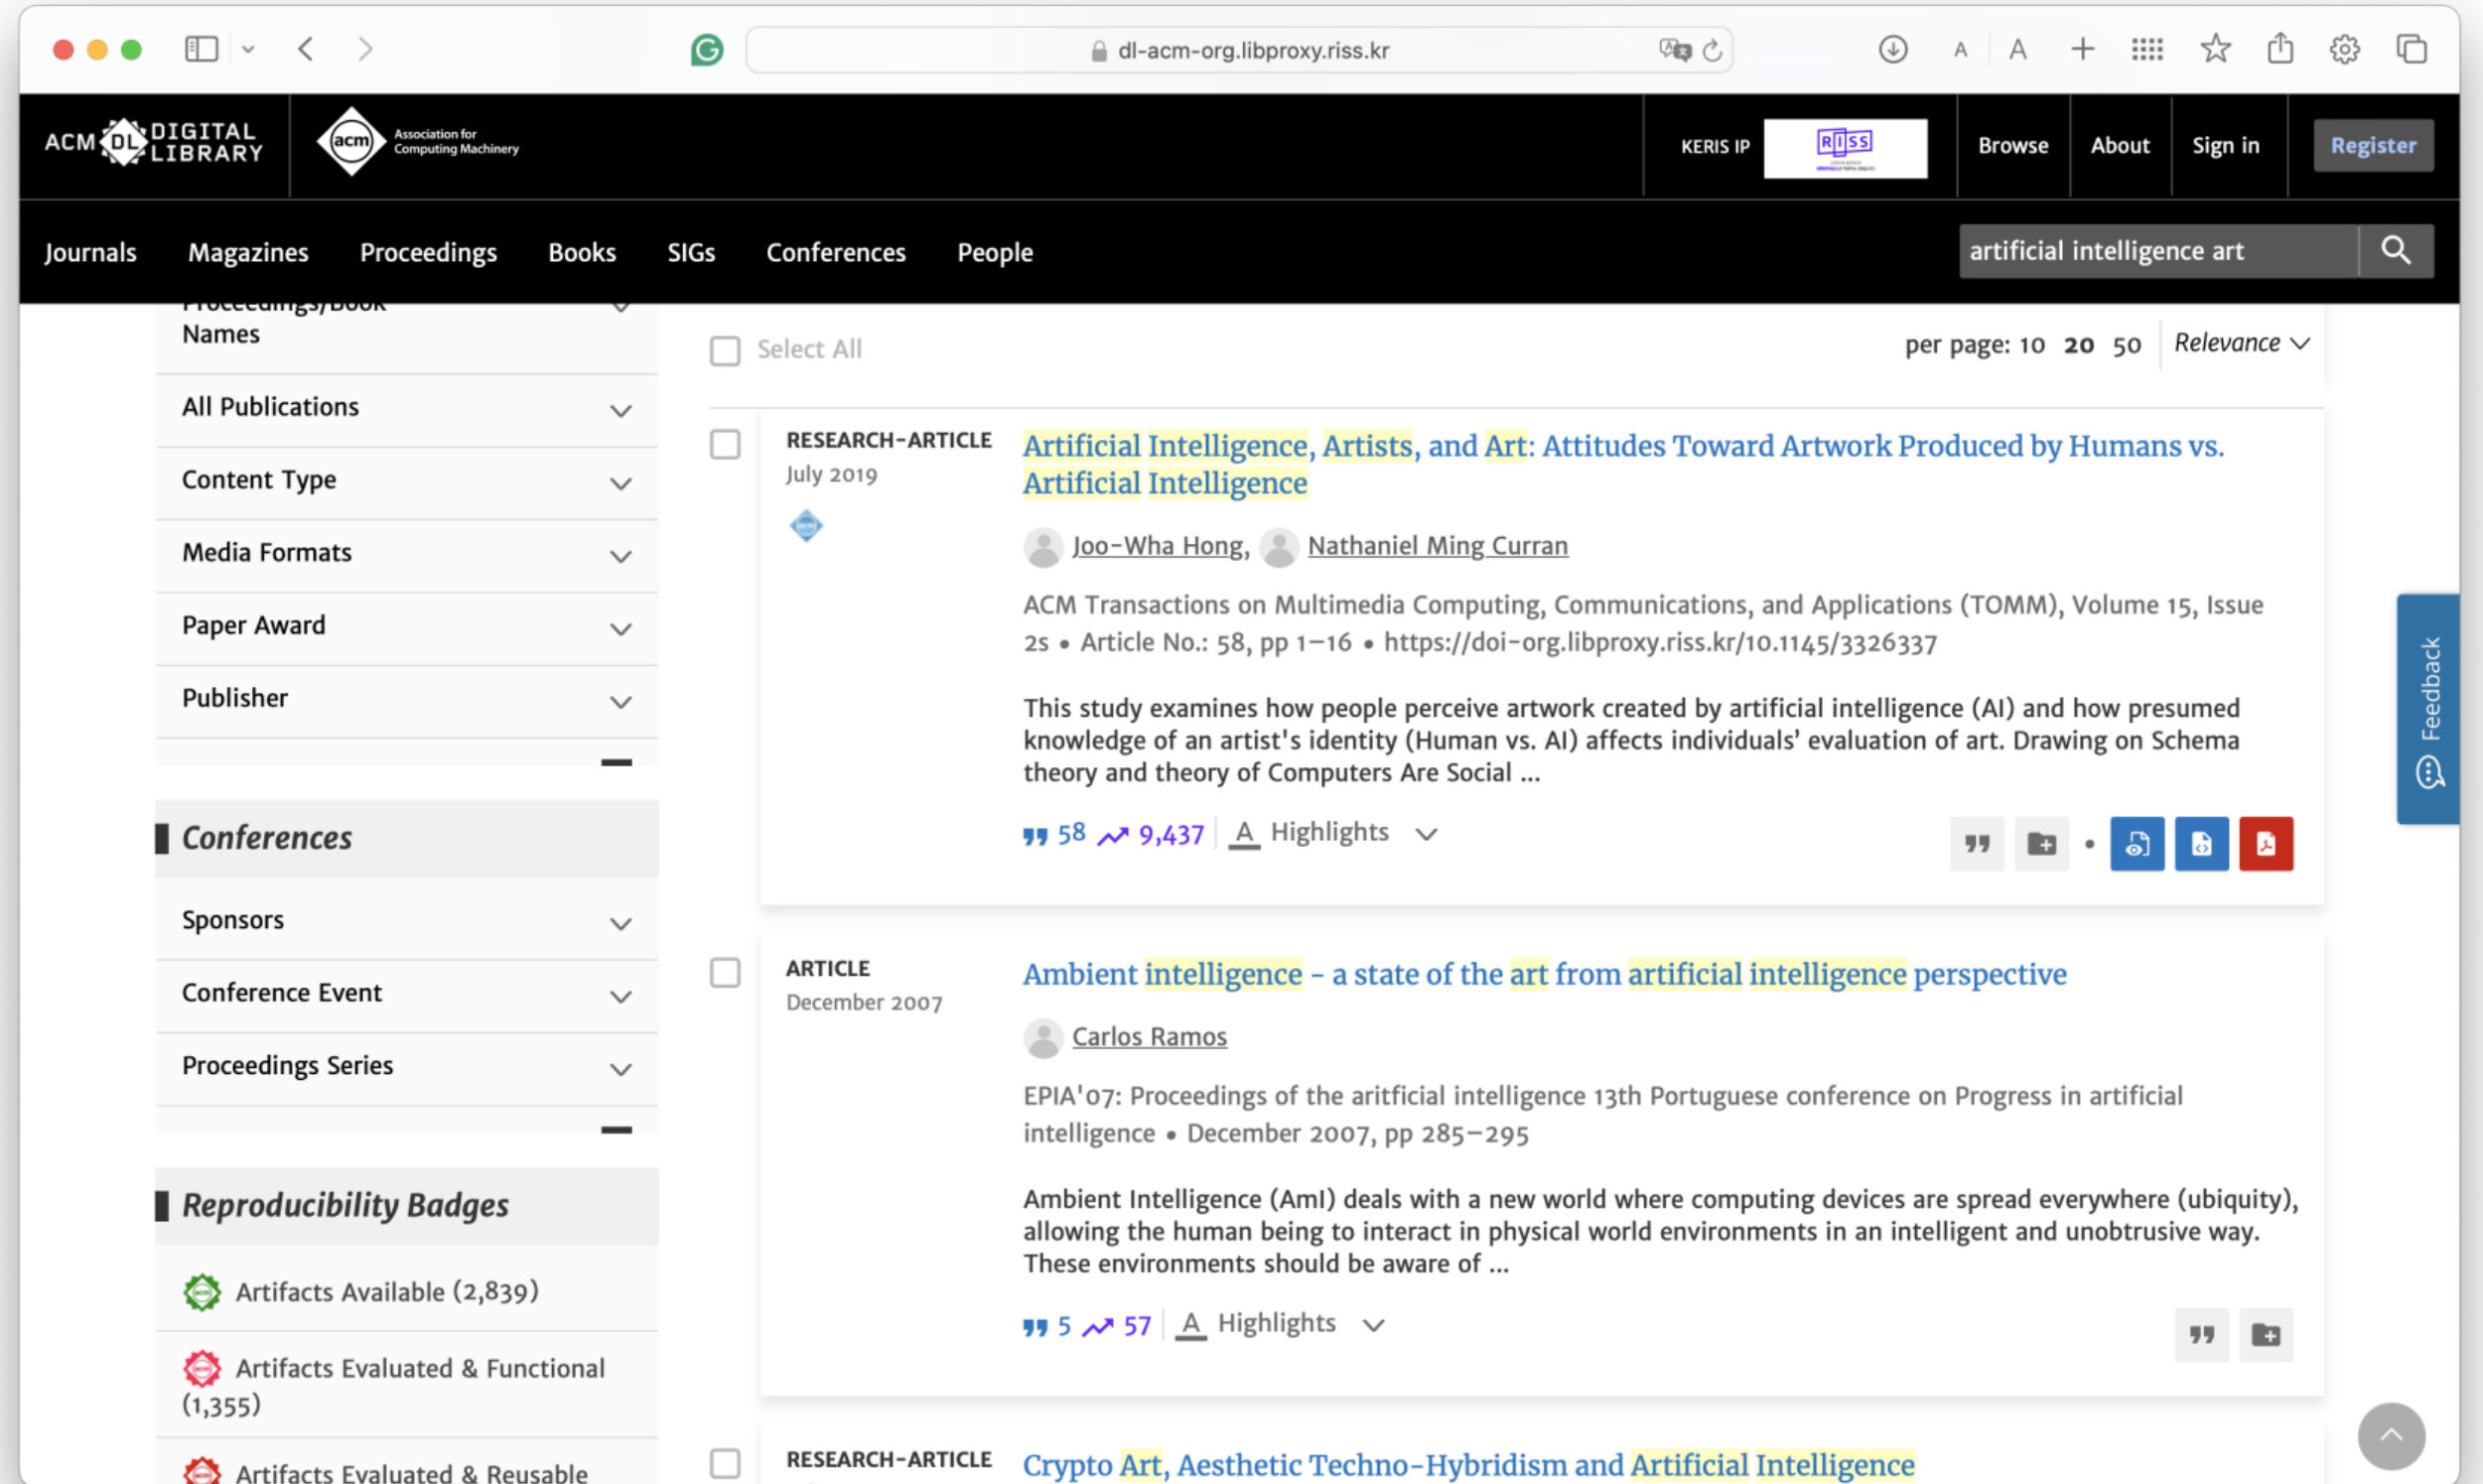 dl-acm-org.libproxy.riss.kr
A A
ACM DL DIGITAL LIBRARY
acm Association for Computing Machinery
KERIS IP
RISS
Browse
About
Sign in
Register
Journals Magazines Proceedings Books SIGs Conferences People
artificial intelligence art
Proceedings/Book
Names
All Publications
Content Type
Media Formats
Paper Award
Publisher
Conferences
Sponsors
Conference Event
Proceedings Series
Reproducibility Badges
Artifacts Available (2,839)
Artifacts Evaluated & Functional
(1,355)
Artifacts Evaluated & Reusable
Select All
per page: 10 20 50 Relevance
RESEARCH-ARTICLE
July 2019
Artificial Intelligence, Artists, and Art: Attitudes Toward Artwork Produced by Humans vs.
Artificial Intelligence
Joo-Wha Hong, Nathaniel Ming Curran
ACM Transactions on Multimedia Computing, Communications, and Applications (TOMM), Volume 15, Issue
2s • Article No.: 58, pp 1–16 • https://doi-org.libproxy.riss.kr/10.1145/3326337
This study examines how people perceive artwork created by artificial intelligence (AI) and how presumed
knowledge of an artist's identity (Human vs. AI) affects individuals’ evaluation of art. Drawing on Schema
theory and theory of Computers Are Social ...
58 9,437 A Highlights
ARTICLE
December 2007
Ambient intelligence - a state of the art from artificial intelligence perspective
Carlos Ramos
EPIA'07: Proceedings of the aritficial intelligence 13th Portuguese conference on Progress in artificial
intelligence • December 2007, pp 285–295
Ambient Intelligence (AmI) deals with a new world where computing devices are spread everywhere (ubiquity),
allowing the human being to interact in physical world environments in an intelligent and unobtrusive way.
These environments should be aware of ...
5 57 A Highlights
RESEARCH-ARTICLE
Crypto Art, Aesthetic Techno-Hybridism and Artificial Intelligence
Feedback